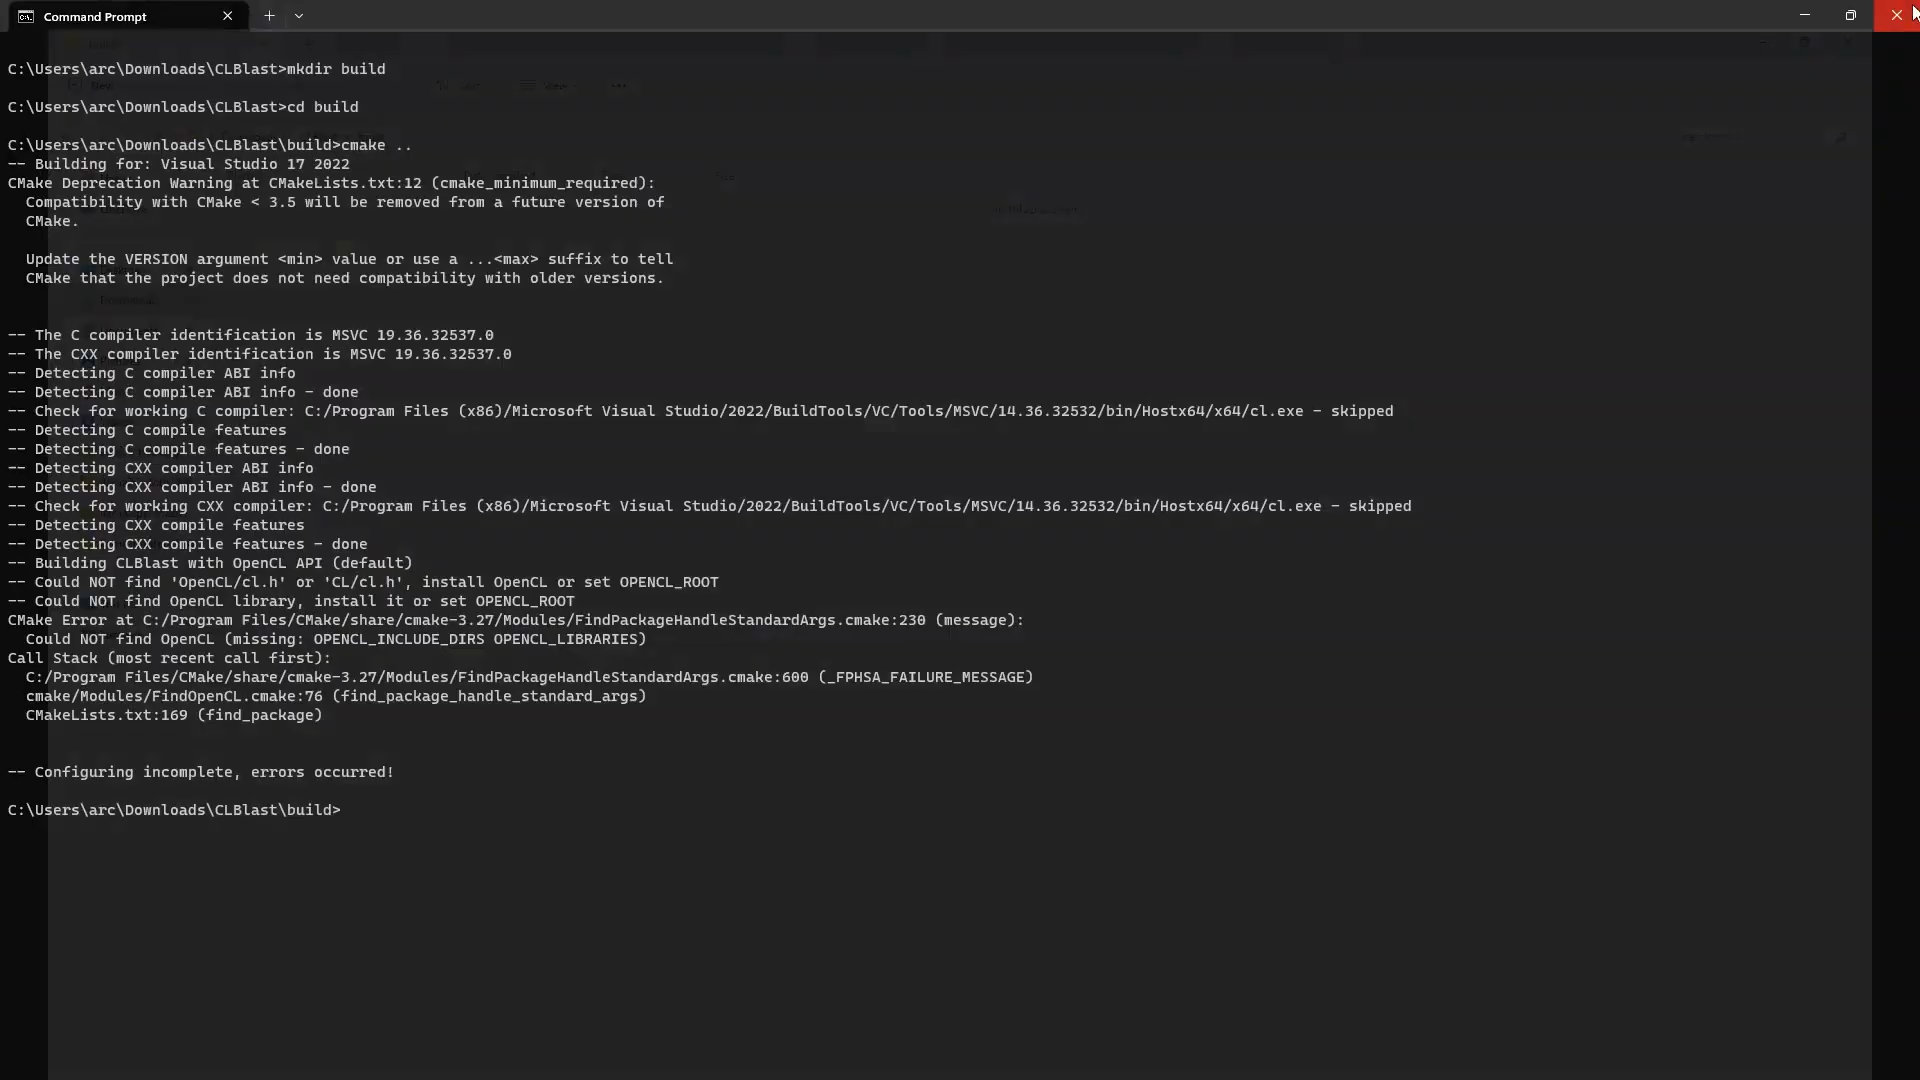 Command Prompt
C:\Users\arc\Downloads\CLBlast>mkdir build
C:\Users\arc\Downloads\CLBlast>cd build
C:\Users\arc\Downloads\CLBlast\build>cmake ..
-- Building for: Visual Studio 17 2022
CMake Deprecation Warning at CMakeLists.txt:12 (cmake_minimum_required):
  Compatibility with CMake < 3.5 will be removed from a future version of
  CMake.
  Update the VERSION argument <min> value or use a ...<max> suffix to tell
  CMake that the project does not need compatibility with older versions.
-- The C compiler identification is MSVC 19.36.32537.0
-- The CXX compiler identification is MSVC 19.36.32537.0
-- Detecting C compiler ABI info
-- Detecting C compiler ABI info - done
-- Check for working C compiler: C:/Program Files (x86)/Microsoft Visual Studio/2022/BuildTools/VC/Tools/MSVC/14.36.32532/bin/Hostx64/x64/cl.exe - skipped
-- Detecting C compile features
-- Detecting C compile features - done
-- Detecting CXX compiler ABI info
-- Detecting CXX compiler ABI info - done
-- Check for working CXX compiler: C:/Program Files (x86)/Microsoft Visual Studio/2022/BuildTools/VC/Tools/MSVC/14.36.32532/bin/Hostx64/x64/cl.exe - skipped
-- Detecting CXX compile features
-- Detecting CXX compile features - done
-- Building CLBlast with OpenCL API (default)
-- Could NOT find 'OpenCL/cl.h' or 'CL/cl.h', install OpenCL or set OPENCL_ROOT
-- Could NOT find OpenCL library, install it or set OPENCL_ROOT
CMake Error at C:/Program Files/CMake/share/cmake-3.27/Modules/FindPackageHandleStandardArgs.cmake:230 (message):
  Could NOT find OpenCL (missing: OPENCL_INCLUDE_DIRS OPENCL_LIBRARIES)
Call Stack (most recent call first):
  C:/Program Files/CMake/share/cmake-3.27/Modules/FindPackageHandleStandardArgs.cmake:600 (_FPHSA_FAILURE_MESSAGE)
  cmake/Modules/FindOpenCL.cmake:76 (find_package_handle_standard_args)
  CMakeLists.txt:169 (find_package)
-- Configuring incomplete, errors occurred!
C:\Users\arc\Downloads\CLBlast\build>